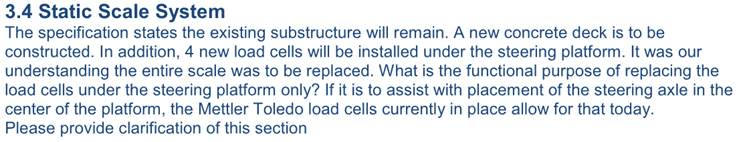 3.4 Static Scale System
The specification states the existing substructure will remain. A new concrete deck is to be
constructed. In addition, 4 new load cells will be installed under the steering platform. It was our
understanding the entire scale was to be replaced. What is the functional purpose of replacing the
load cells under the steering platform only? If it is to assist with placement of the steering axle in the
center of the platform, the Mettler Toledo load cells currently in place allow for that today.
Please provide clarification of this section